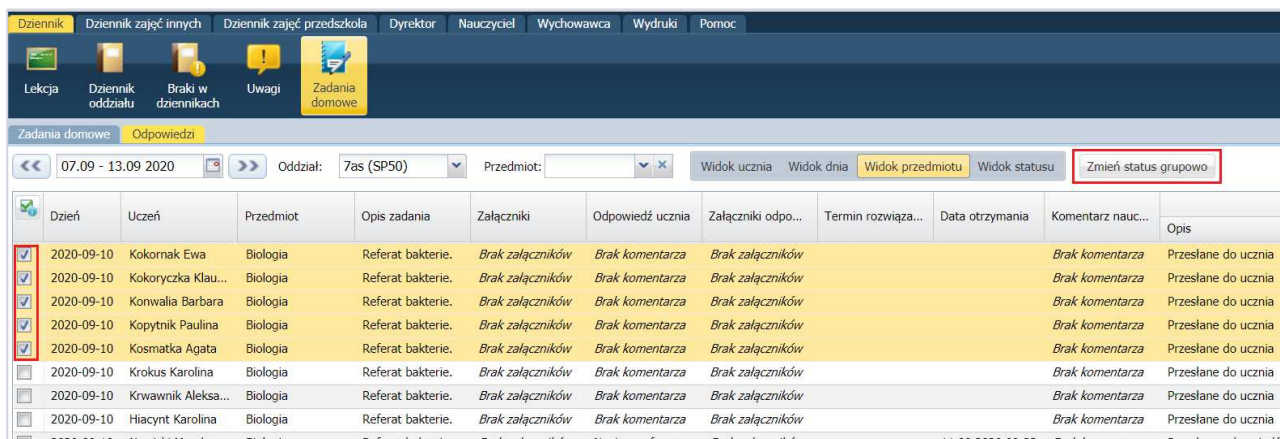 Dziennik Dziennik zajęć innych Dziennik zajęć przedszkola Dyrektor Nauczyciel Wychowawca Wydruki Pomoc
Lekcja Dziennik oddziału Braki w dziennikach Uwagi Zadania domowe
Zadania domowe Odpowiedzi
<< 07.09 - 13.09 2020 >> Oddział: 7as (SP50) Przedmiot: Widok ucznia Widok dnia Widok przedmiotu Widok statusu Zmień status grupowo
Dzień Uczeń Przedmiot Opis zadania Załączniki Odpowiedź ucznia Załączniki odpo... Termin rozwiąza... Data otrzymania Komentarz nauc... Opis
2020-09-10 Kokornak Ewa Biologia Referat bakterie. Brak załączników Brak komentarza Brak załączników Brak komentarza Przesłane do ucznia
2020-09-10 Kokoryczka Klau... Biologia Referat bakterie. Brak załączników Brak komentarza Brak załączników Brak komentarza Przesłane do ucznia
2020-09-10 Konwalia Barbara Biologia Referat bakterie. Brak załączników Brak komentarza Brak załączników Brak komentarza Przesłane do ucznia
2020-09-10 Kopytnik Paulina Biologia Referat bakterie. Brak załączników Brak komentarza Brak załączników Brak komentarza Przesłane do ucznia
2020-09-10 Kosmatka Agata Biologia Referat bakterie. Brak załączników Brak komentarza Brak załączników Brak komentarza Przesłane do ucznia
2020-09-10 Krokus Karolina Biologia Referat bakterie. Brak załączników Brak komentarza Brak załączników Brak komentarza Przesłane do ucznia
2020-09-10 Krwawnik Aleksa... Biologia Referat bakterie. Brak załączników Brak komentarza Brak załączników Brak komentarza Przesłane do ucznia
2020-09-10 Hiacynt Karolina Biologia Referat bakterie. Brak załączników Brak komentarza Brak załączników Brak komentarza Przesłane do ucznia